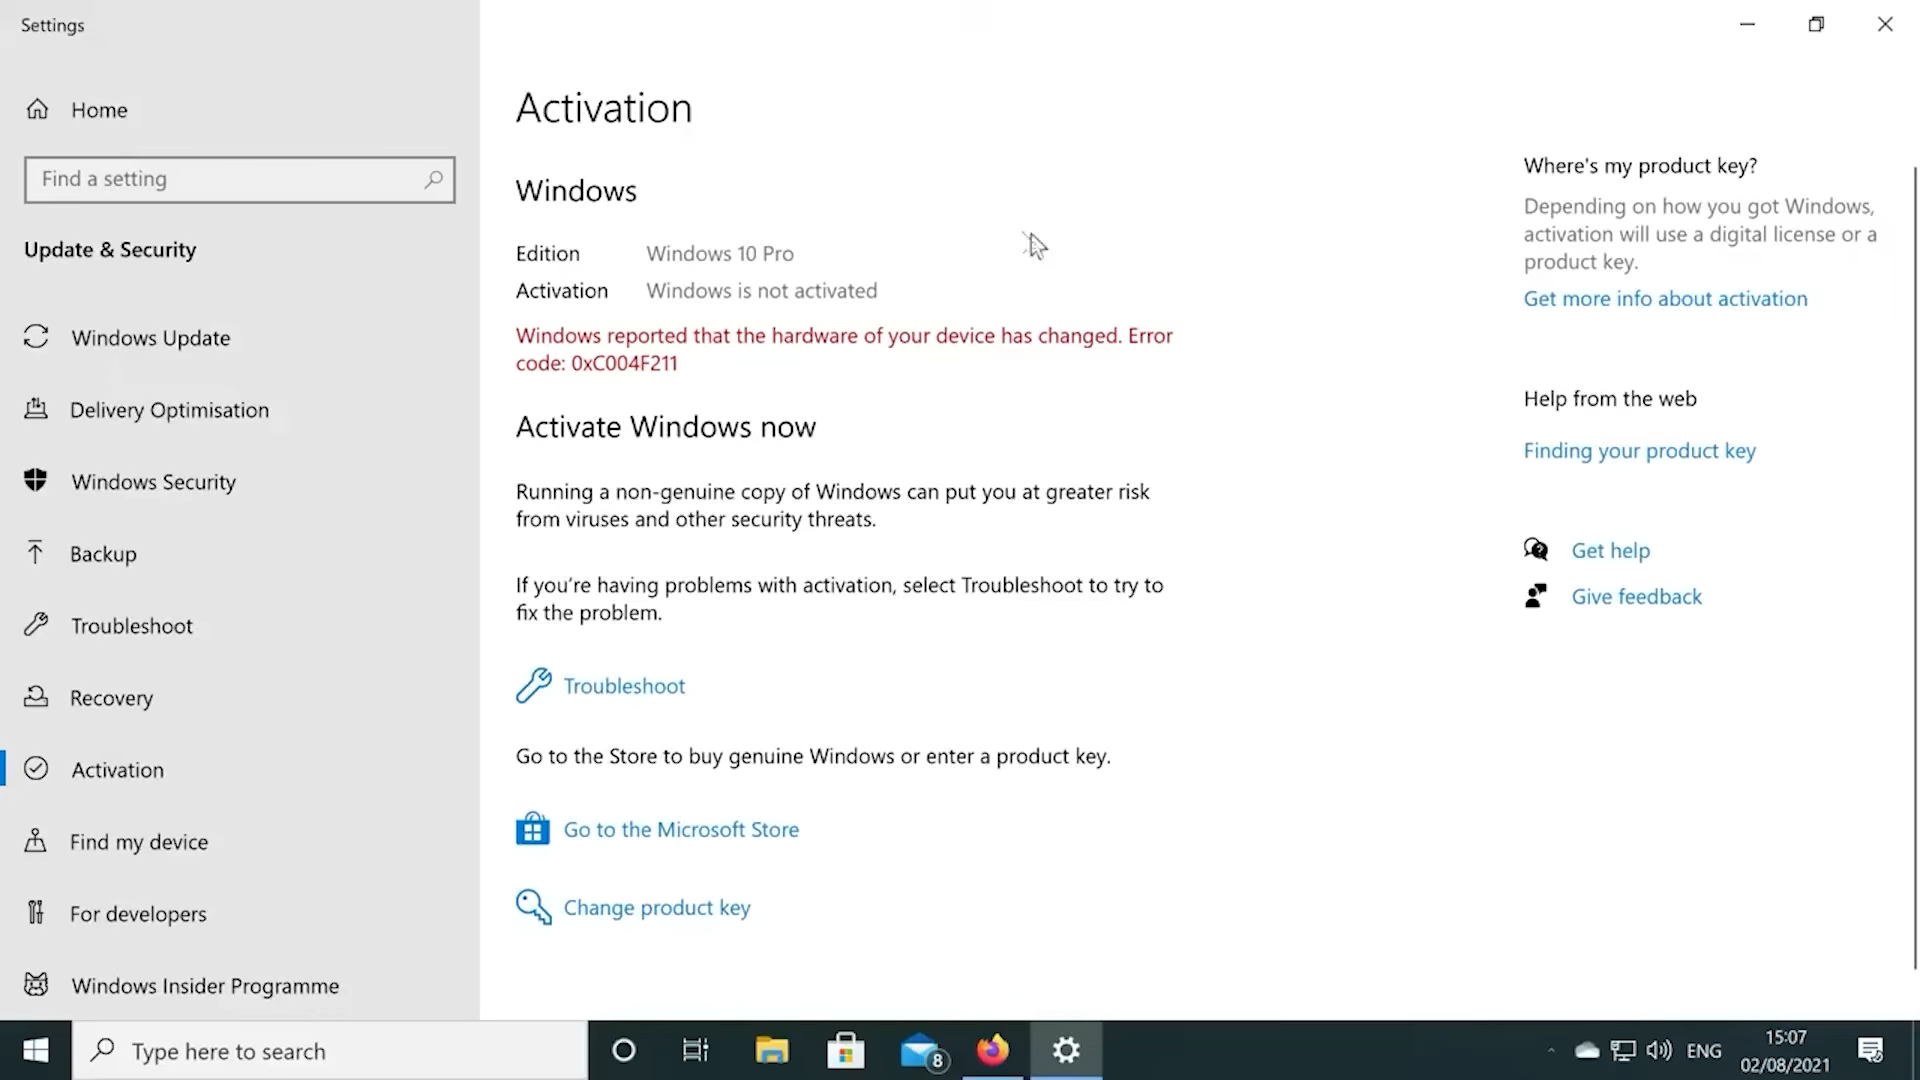 Settings
Home
Find a setting
Update & Security
Windows Update
Delivery Optimisation
Windows Security
Backup
Troubleshoot
Recovery
Activation
Find my device
For developers
Windows Insider Programme
Activation
Windows
Edition Windows 10 Pro
Activation Windows is not activated
Windows reported that the hardware of your device has changed. Error
code: 0xC004F211
Activate Windows now
Running a non-genuine copy of Windows can put you at greater risk
from viruses and other security threats.
If you're having problems with activation, select Troubleshoot to try to
fix the problem.
Troubleshoot
Go to the Store to buy genuine Windows or enter a product key.
Go to the Microsoft Store
Change product key
Where's my product key?
Depending on how you got Windows,
activation will use a digital license or a
product key.
Get more info about activation
Help from the web
Finding your product key
Get help
Give feedback
Type here to search
8
ENG
15:07
02/08/2021